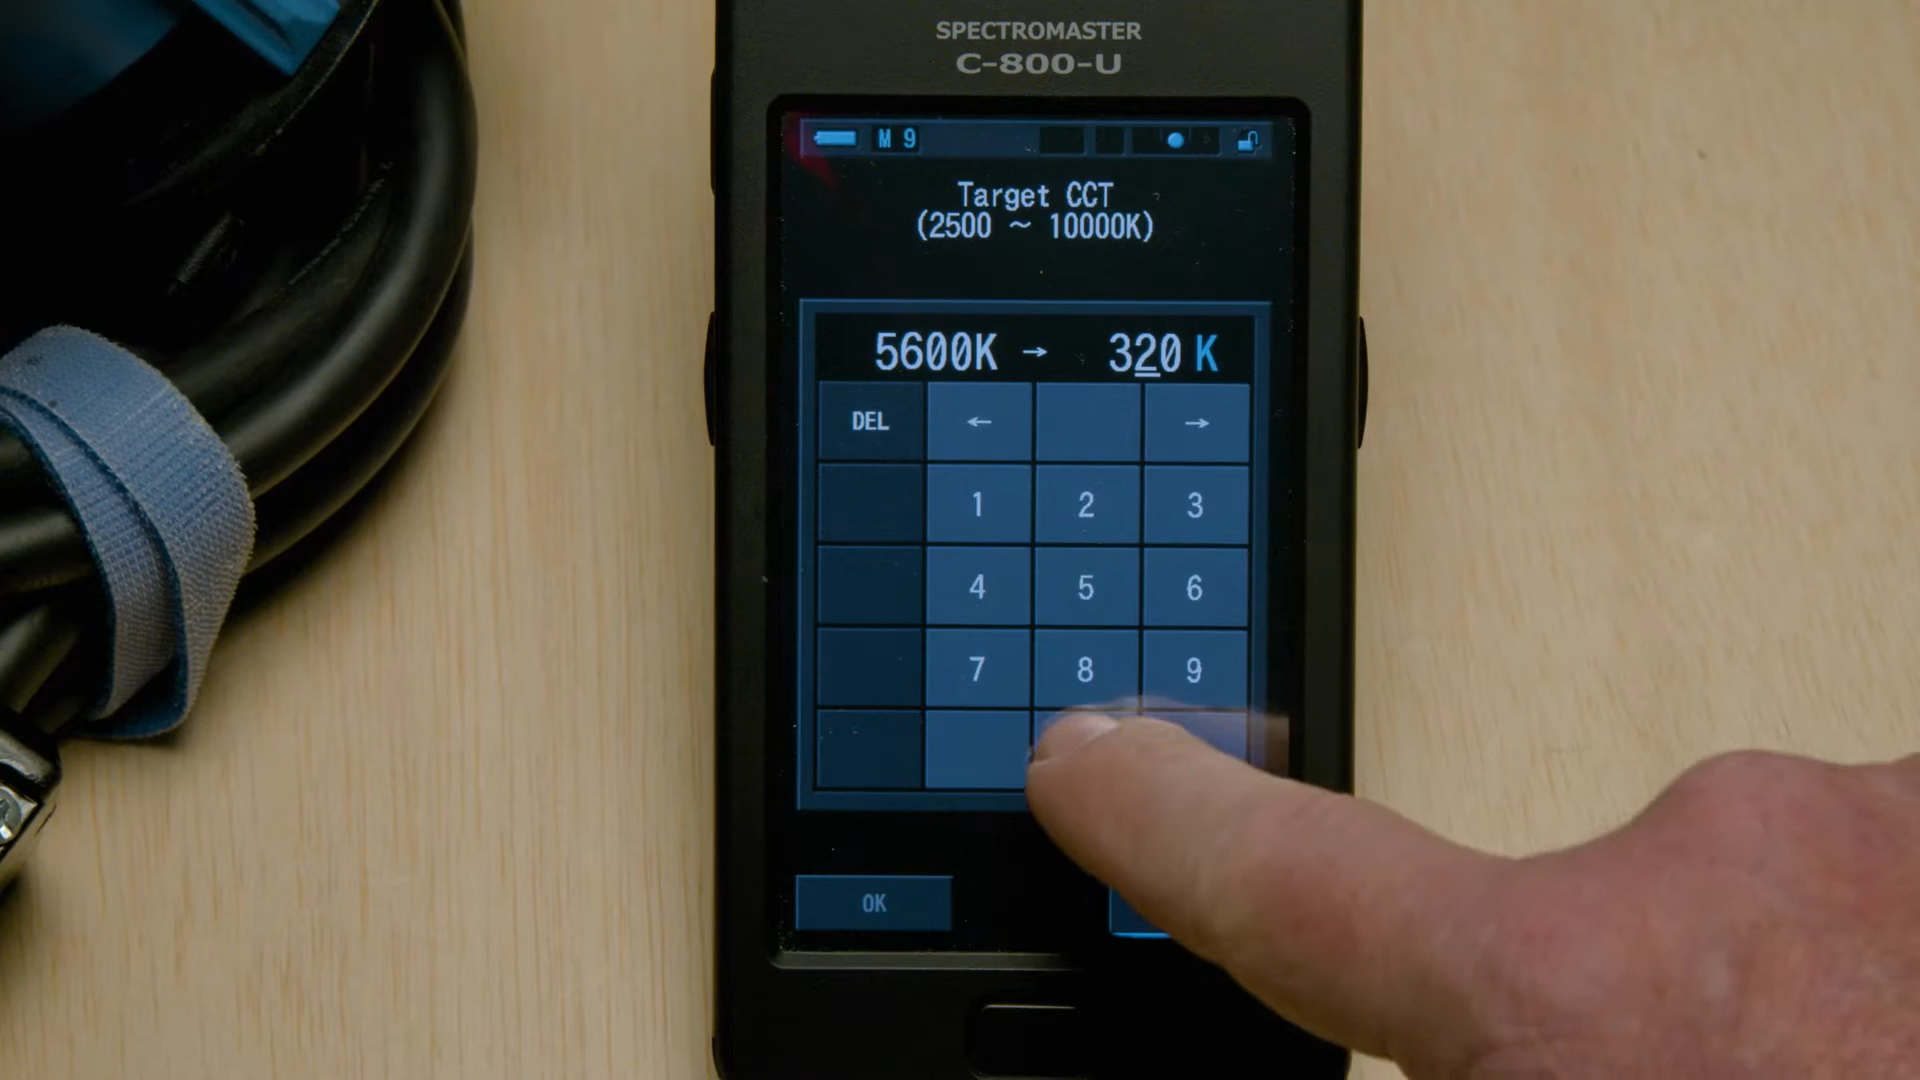 SPECTROMASTER
C-800-U
M 9
Target CCT
(2500 ~ 10000K)
5600K → 320 K
DEL ← →
1 2 3
4 5 6
7 8 9
OK